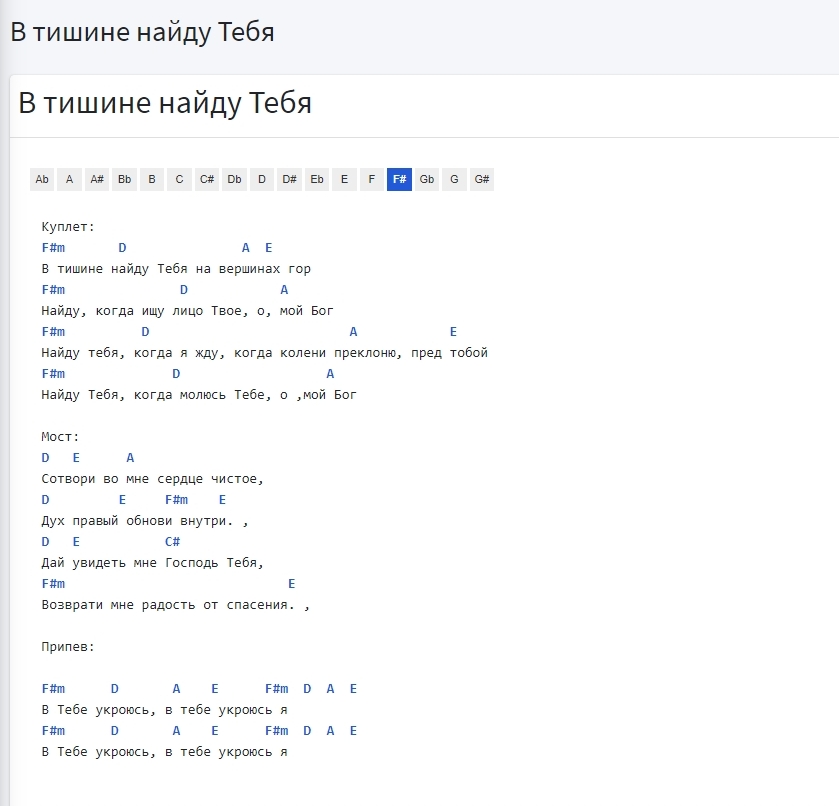 В тишине найду Тебя
В тишине найду Тебя
Ab A A# Bb B C C# Db D D# Eb E F F# Gb G G#
Куплет:
F#m D A E
В тишине найду Тебя на вершинах гор
F#m D A
Найду, когда ищу лицо Твое, о, мой Бог
F#m D A E
Найду тебя, когда я жду, когда колени преклоню, пред тобой
F#m D A
Найду Тебя, когда молюсь Тебе, о ,мой Бог
Мост:
D E A
Сотвори во мне сердце чистое,
D E F#m E
Дух правый обнови внутри. ,
D E C#
Дай увидеть мне Господь Тебя,
F#m E
Возврати мне радость от спасения. ,
Припев:
F#m D A E F#m D A E
В Тебе укроюсь, в тебе укроюсь я
F#m D A E F#m D A E
В Тебе укроюсь, в тебе укроюсь я